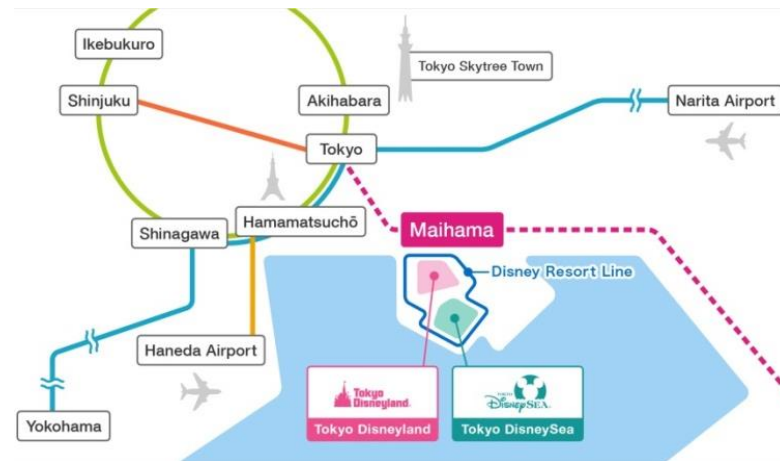 Ikebukuro
Tokyo Skytree Town
Shinjuku
Akihabara
Narita Airport
Tokyo
Hamamatsuchō
Shinagawa
Maihama
Disney Resort Line
Haneda Airport
Tokyo
Disneyland
Tokyo Disneyland
TOKYO
DisneySEA
Tokyo DisneySea
Yokohama